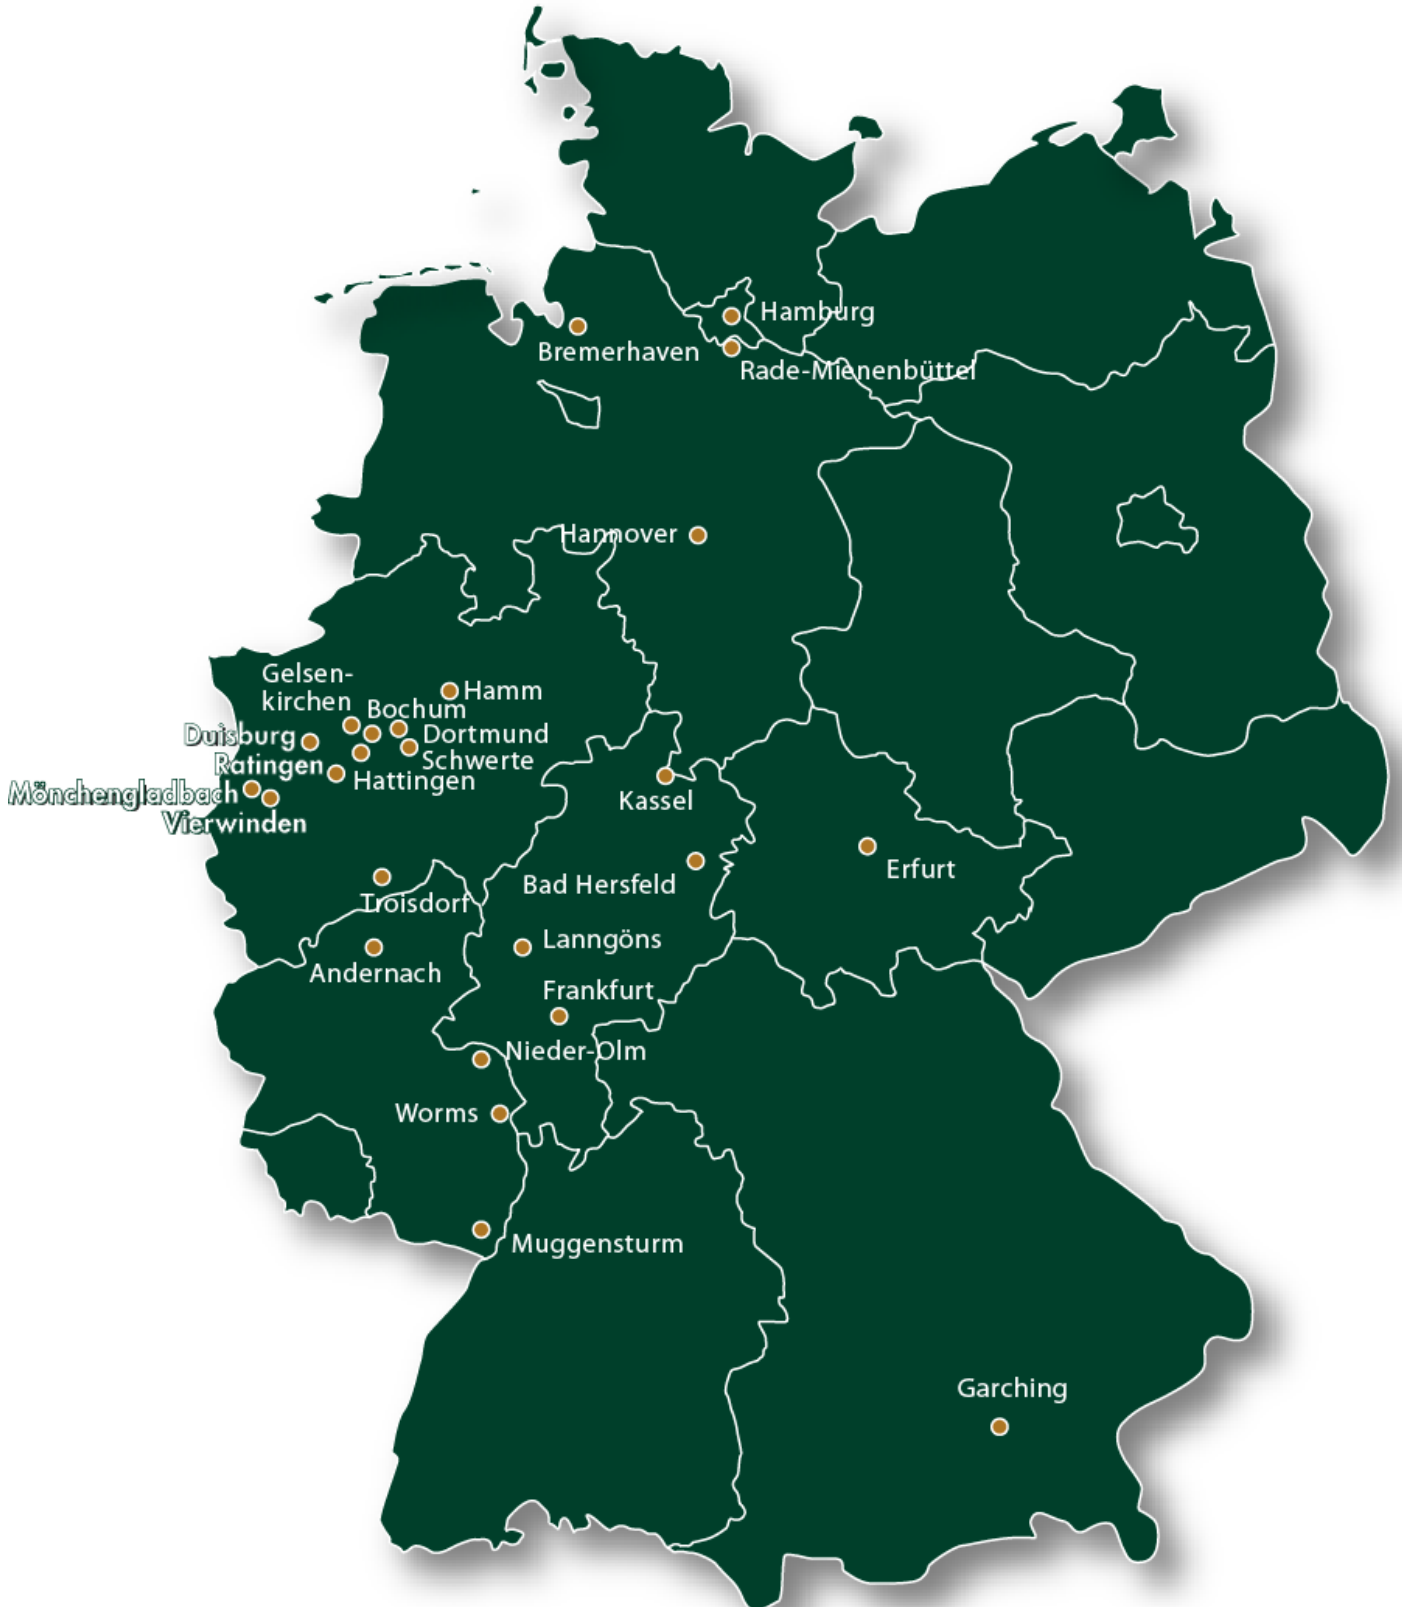 Hamburg
Bremerhaven
Rade-Mienenbüttel
Hannover
Gelsen-
kirchen
Hamm
Bochum
Duisburg
Dortmund
Ratingen
Schwerte
Hattingen
Mönchengladbach
Kassel
Vierwinden
Erfurt
Bad Hersfeld
Troisdorf
Lanngöns
Andernach
Frankfurt
Nieder-Olm
Worms
Muggensturm
Garching